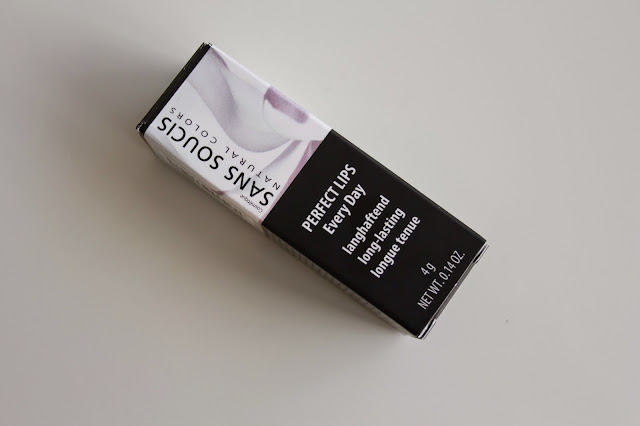 Cosmetique
SANS SOUCIS
NATURAL COLORS
PERFECT LIPS
Every Day
langhaftend
long-lasting
longue tenue
4 g
NET WT. 0.14 OZ.